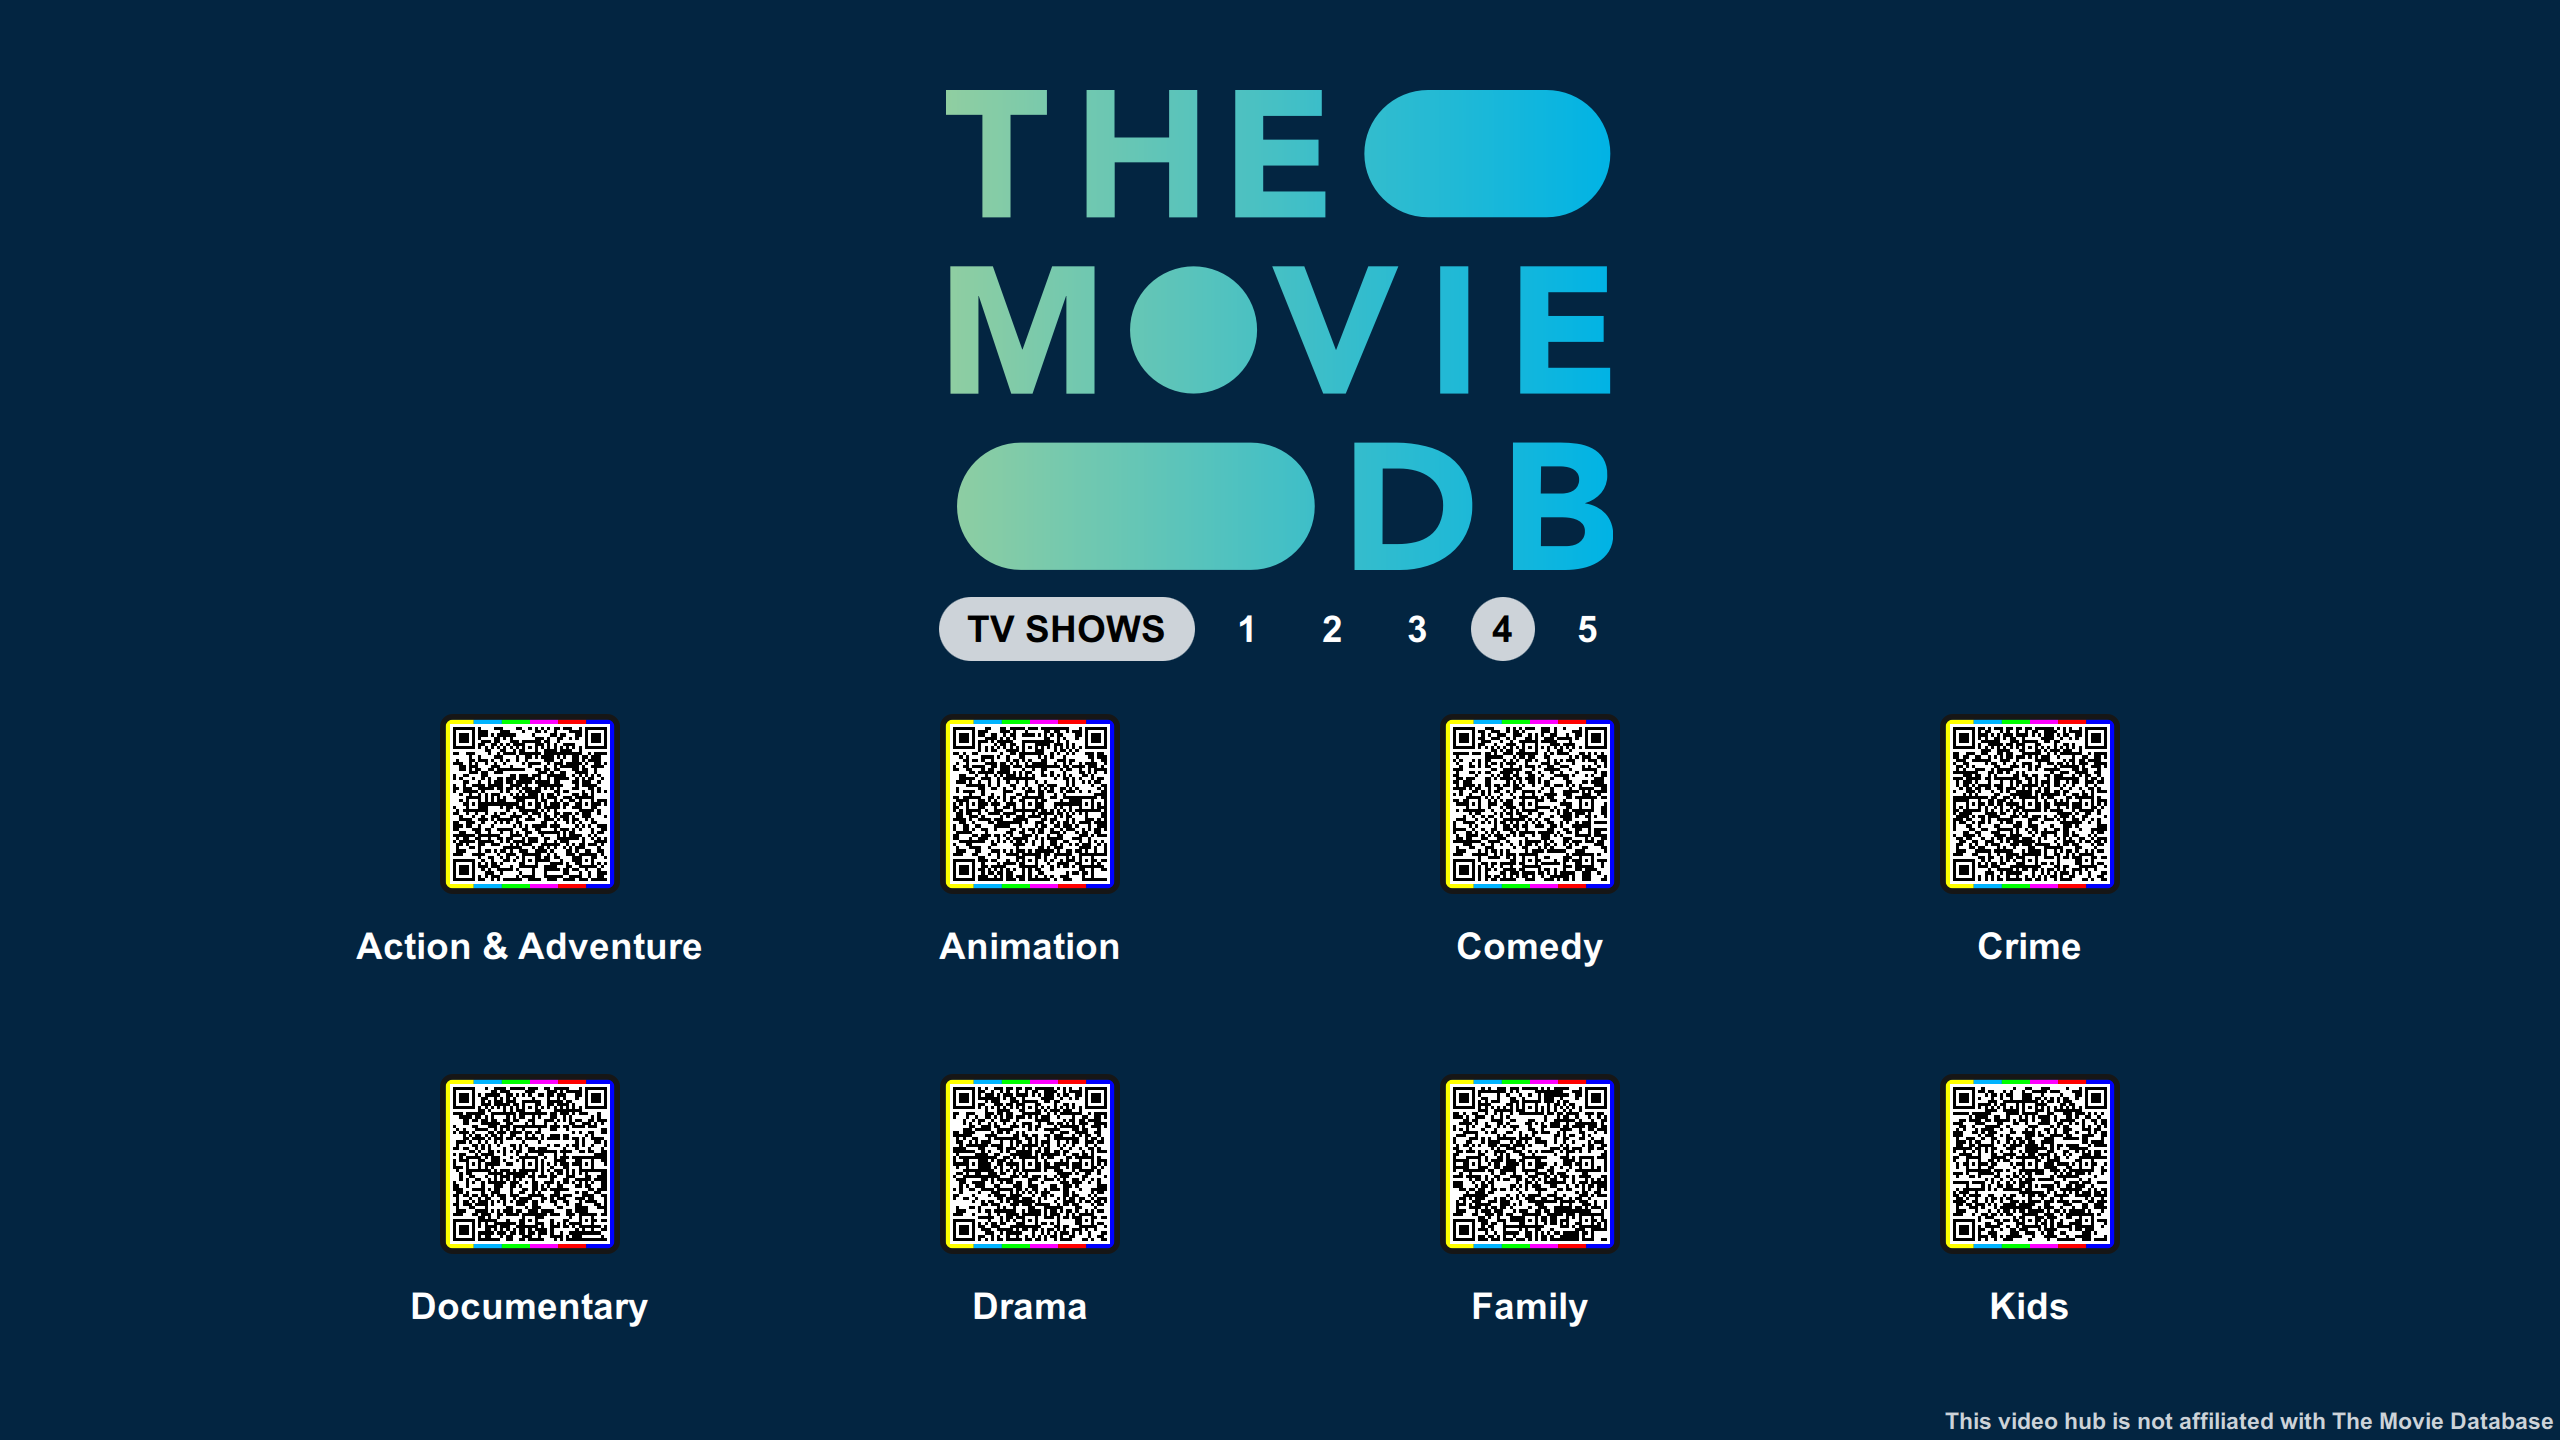 THE
MOVIE
DB
TV SHOWS 1 2 3 4 5
Action & Adventure Animation Comedy Crime
Documentary Drama Family Kids
This video hub is not affiliated with The Movie Database